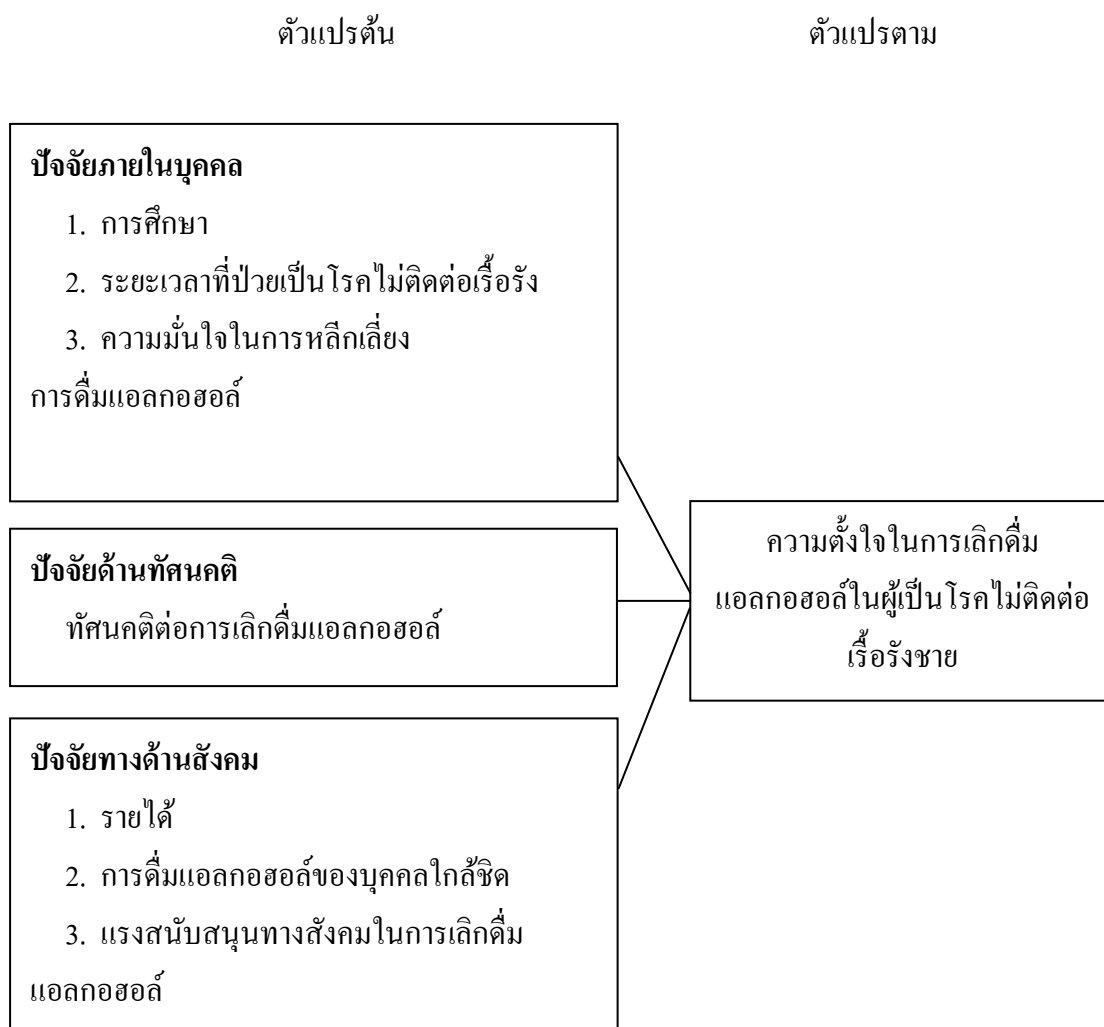 ตัวแปรต้น
ตัวแปรตาม
ปัจจัยภายในบุคคล
1. การศึกษา
2. ระยะเวลาที่ป่วยเป็นโรคไม่ติดต่อเรื้อรัง
3. ความมั่นใจในการหลีกเลี่ยง
การดื่มแอลกอฮอล์
ปัจจัยด้านทัศนคติ
ทัศนคติต่อการเลิกดื่มแอลกอฮอล์
ปัจจัยทางด้านสังคม
1. รายได้
2. การดื่มแอลกอฮอล์ของบุคคลใกล้ชิด
3. แรงสนับสนุนทางสังคมในการเลิกดื่ม
แอลกอฮอล์
ความตั้งใจในการเลิกดื่ม
แอลกอฮอล์ในผู้เป็นโรคไม่ติดต่อ
เรื้อรังชาย